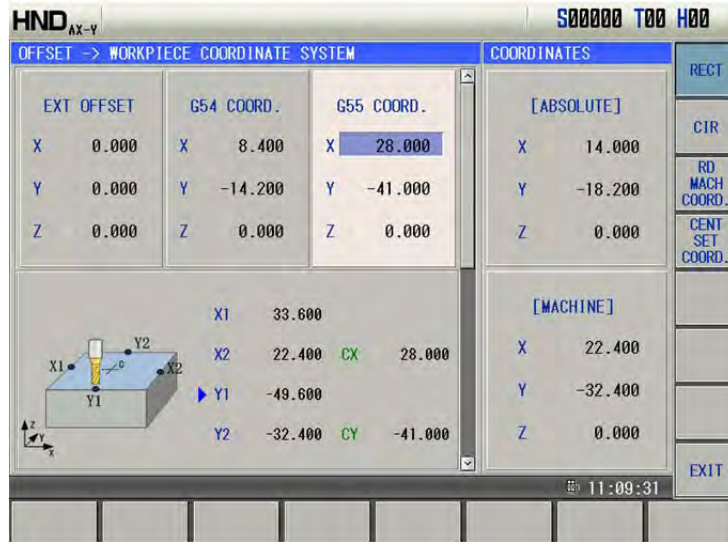 HND AX-Y S00000 T00 H00
OFFSET -> WORKPIECE COORDINATE SYSTEM
EXT OFFSET
X 0.000
Y 0.000
Z 0.000
G54 COORD.
X 8.400
Y -14.200
Z 0.000
G55 COORD.
X 28.000
Y -41.000
Z 0.000
X1 33.600
X2 22.400 CX 28.000
Y1 -49.600
Y2 -32.400 CY -41.000
Y2
X1
C
X2
Y1
Z
Y
X
COORDINATES
[ABSOLUTE]
X 14.000
Y -18.200
Z 0.000
[MACHINE]
X 22.400
Y -32.400
Z 0.000
RECT
CIR
RD
MACH
COORD.
CENT
SET
COORD.
EXIT
11:09:31